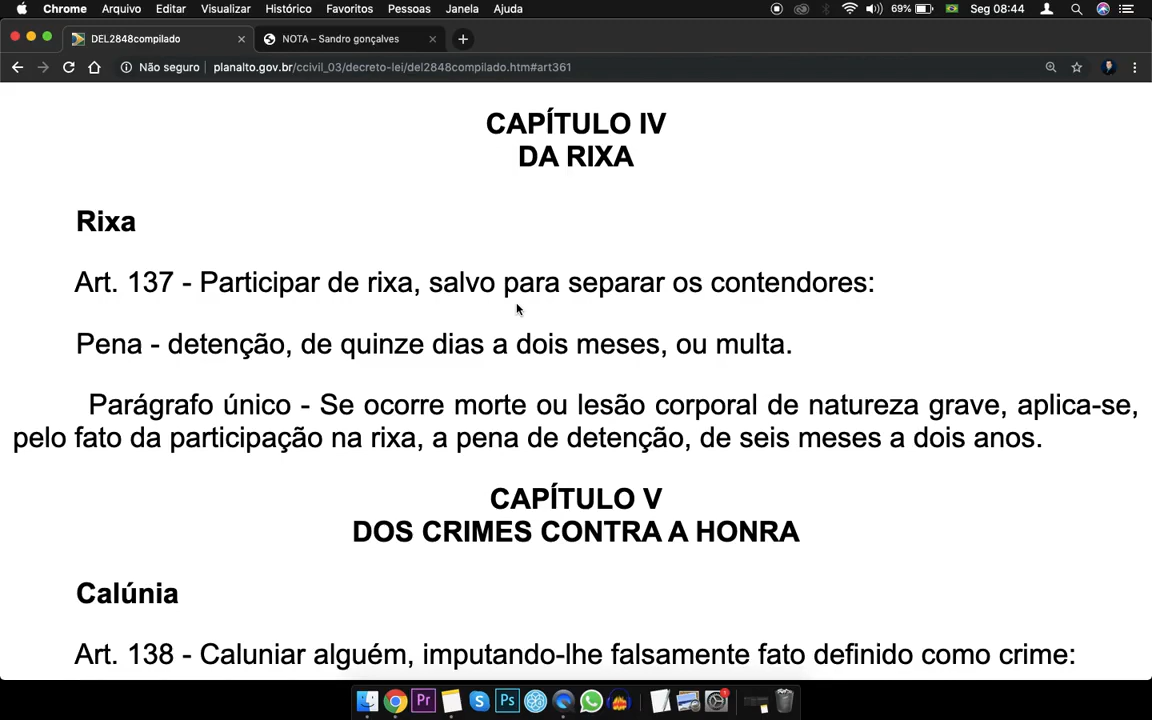 Chrome Arquivo Editar Visualizar Histórico Favoritos Pessoas Janela Ajuda 69% Seg 08:44
DEL2848compilado NOTA – Sandro gonçalves
Não seguro planalto.gov.br/ccivil_03/decreto-lei/del2848compilado.htm#art361
CAPÍTULO IV
DA RIXA
Rixa
Art. 137 - Participar de rixa, salvo para separar os contendores:
Pena - detenção, de quinze dias a dois meses, ou multa.
Parágrafo único - Se ocorre morte ou lesão corporal de natureza grave, aplica-se,
pelo fato da participação na rixa, a pena de detenção, de seis meses a dois anos.
CAPÍTULO V
DOS CRIMES CONTRA A HONRA
Calúnia
Art. 138 - Caluniar alguém, imputando-lhe falsamente fato definido como crime:
Pr S Ps 1